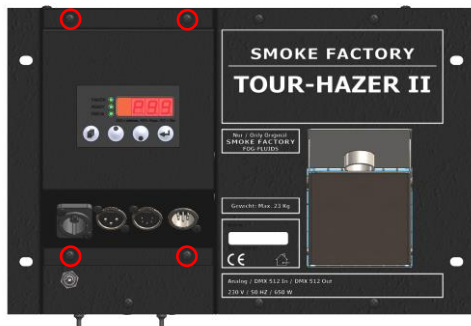 A99
SMOKE FACTORY
TOUR-HAZER II
Nur / Only Original
SMOKE FACTORY
FOG-FLUIDS
Gewicht: Max. 23 Kg
CE
Analog / DMX 512 In / DMX 512 Out
230 V / 50 HZ / 650 W